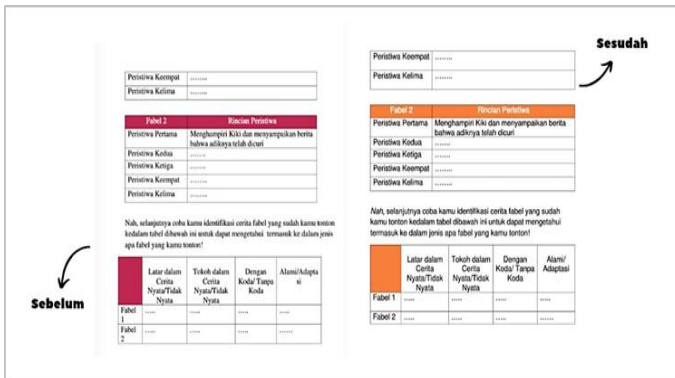 Sesudah
Peristiwa Keempat ........
Peristiwa Kelima ........
Fabel 2 Rincian Peristiwa
Peristiwa Pertama Menghampiri Kiki dan menyampaikan berita
bahwa adiknya telah dicuri
Peristiwa Kedua .......
Peristiwa Ketiga ........
Peristiwa Keempat ........
Peristiwa Kelima ........
Nah, selanjutnya coba kamu identifikasi cerita fabel yang sudah kamu tonton
kedalam tabel dibawah ini untuk dapat mengetahui termasuk ke dalam jenis
apa fabel yang kamu tonton!
Latar dalam
Cerita
Nyata/Tidak
Nyata
Tokoh dalam
Cerita
Nyata/Tidak
Nyata
Dengan
Koda/ Tanpa
Koda
Alami/Adapta
si
Fabel
1
..... ..... ..... .....
Fabel
2
..... ..... ..... ......
Sebelum
Peristiwa Keempat ........
Peristiwa Kelima ........
Fabel 2 Rincian Peristiwa
Peristiwa Pertama Menghampiri Kiki dan menyampaikan berita
bahwa adiknya telah dicuri
Peristiwa Kedua .......
Peristiwa Ketiga ........
Peristiwa Keempat ........
Peristiwa Kelima ........
Nah, selanjutnya coba kamu identifikasi cerita fabel yang sudah
kamu tonton kedalam tabel dibawah ini untuk dapat mengetahui
termasuk ke dalam jenis apa fabel yang kamu tonton!
Latar dalam
Cerita
Nyata/Tidak
Nyata
Tokoh dalam
Cerita
Nyata/Tidak
Nyata
Dengan
Koda/ Tanpa
Koda
Alami/
Adaptasi
Fabel 1 ..... ..... ..... .....
Fabel 2 ..... ..... ..... ......